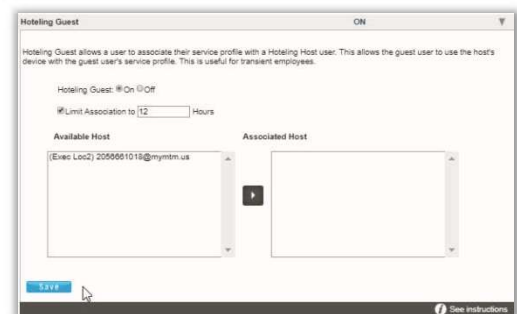 Hoteling Guest ON
Hoteling Guest allows a user to associate their service profile with a Hoteling Host user. This allows the guest user to use the host's
device with the guest user's service profile. This is useful for transient employees.
Hoteling Guest: On Off
Limit Association to 12 Hours
Available Host Associated Host
(Exec Loc2) 2056661018@mymtm.us
Save
See instructions